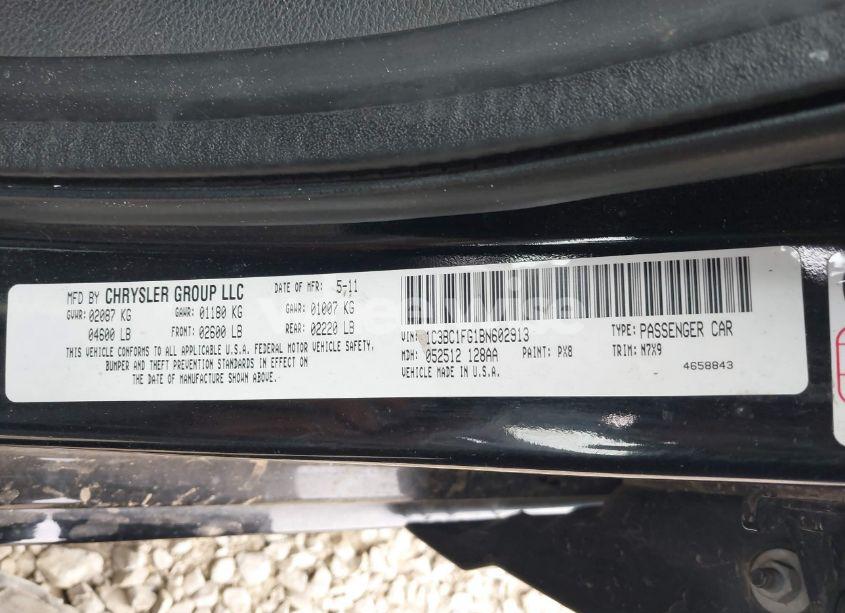 MFD BY CHRYSLER GROUP LLC DATE OF MFR: 5-11
GVWR: 02087 KG GAWR: 01180 KG GAWR: 01007 KG
04600 LB FRONT: 02600 LB REAR: 02220 LB
THIS VEHICLE CONFORMS TO ALL APPLICABLE U.S.A. FEDERAL MOTOR VEHICLE SAFETY,
BUMPER AND THEFT PREVENTION STANDARDS IN EFFECT ON
THE DATE OF MANUFACTURE SHOWN ABOVE.
VIN: 1C3BC1FG1BN602913 TYPE: PASSENGER CAR
MDH: 052512 128AA PAINT: PX8 TRIM: N7X9
VEHICLE MADE IN U.S.A. 4658843